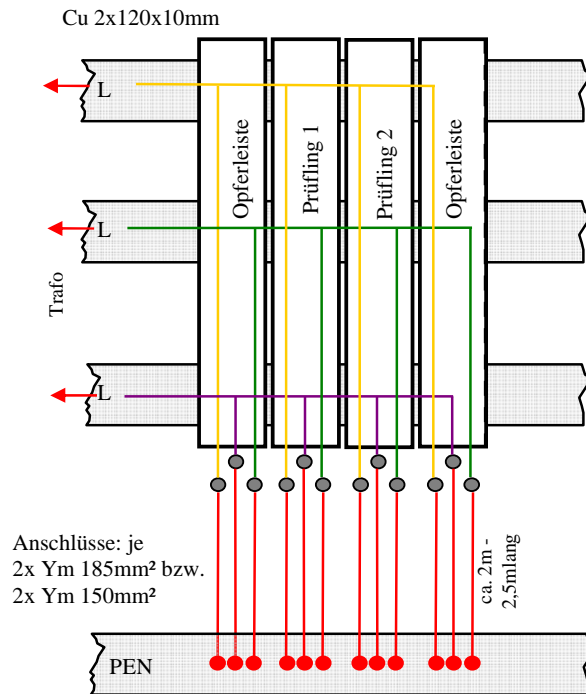 Cu 2x120x10mm
L
Opferleiste
Prüfling 1
Prüfling 2
Opferleiste
L
Trafo
L
Anschlüsse: je
2x Ym 185mm² bzw.
2x Ym 150mm²
ca. 2m -
2,5mlang
PEN